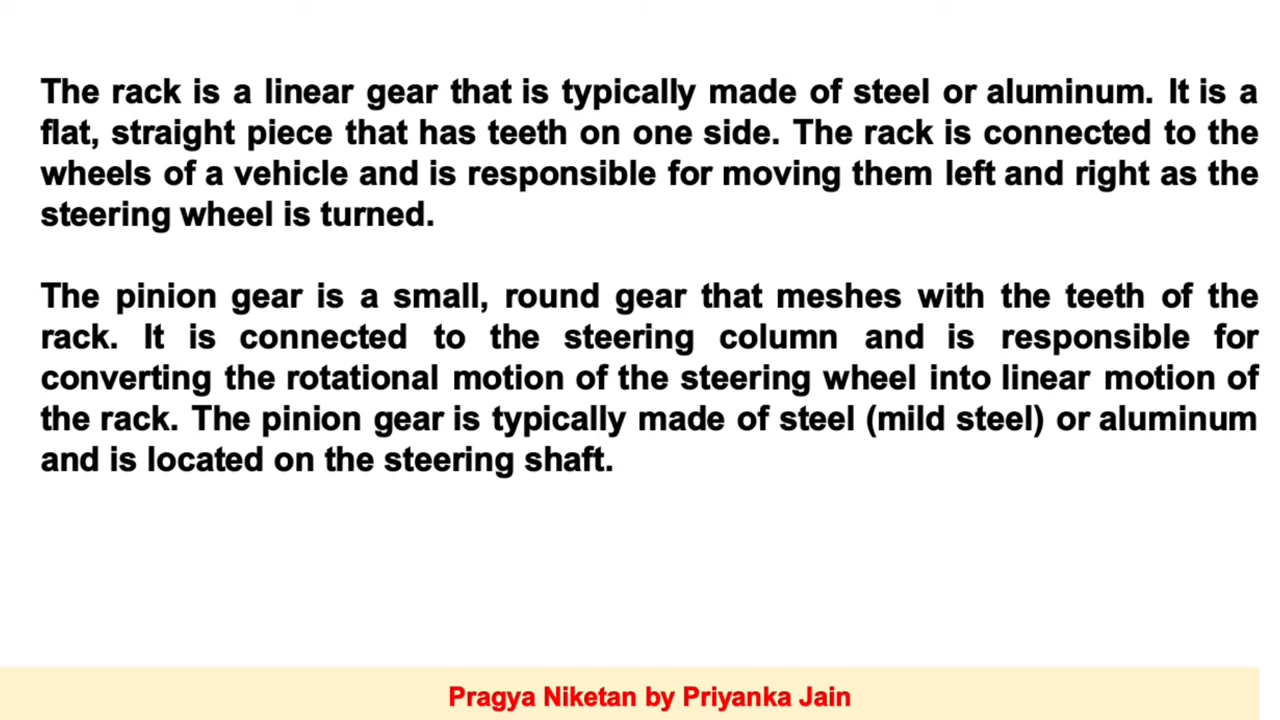 The rack is a linear gear that is typically made of steel or aluminum. It is a
flat, straight piece that has teeth on one side. The rack is connected to the
wheels of a vehicle and is responsible for moving them left and right as the
steering wheel is turned.
The pinion gear is a small, round gear that meshes with the teeth of the
rack. It is connected to the steering column and is responsible for
converting the rotational motion of the steering wheel into linear motion of
the rack. The pinion gear is typically made of steel (mild steel) or aluminum
and is located on the steering shaft.
Pragya Niketan by Priyanka Jain